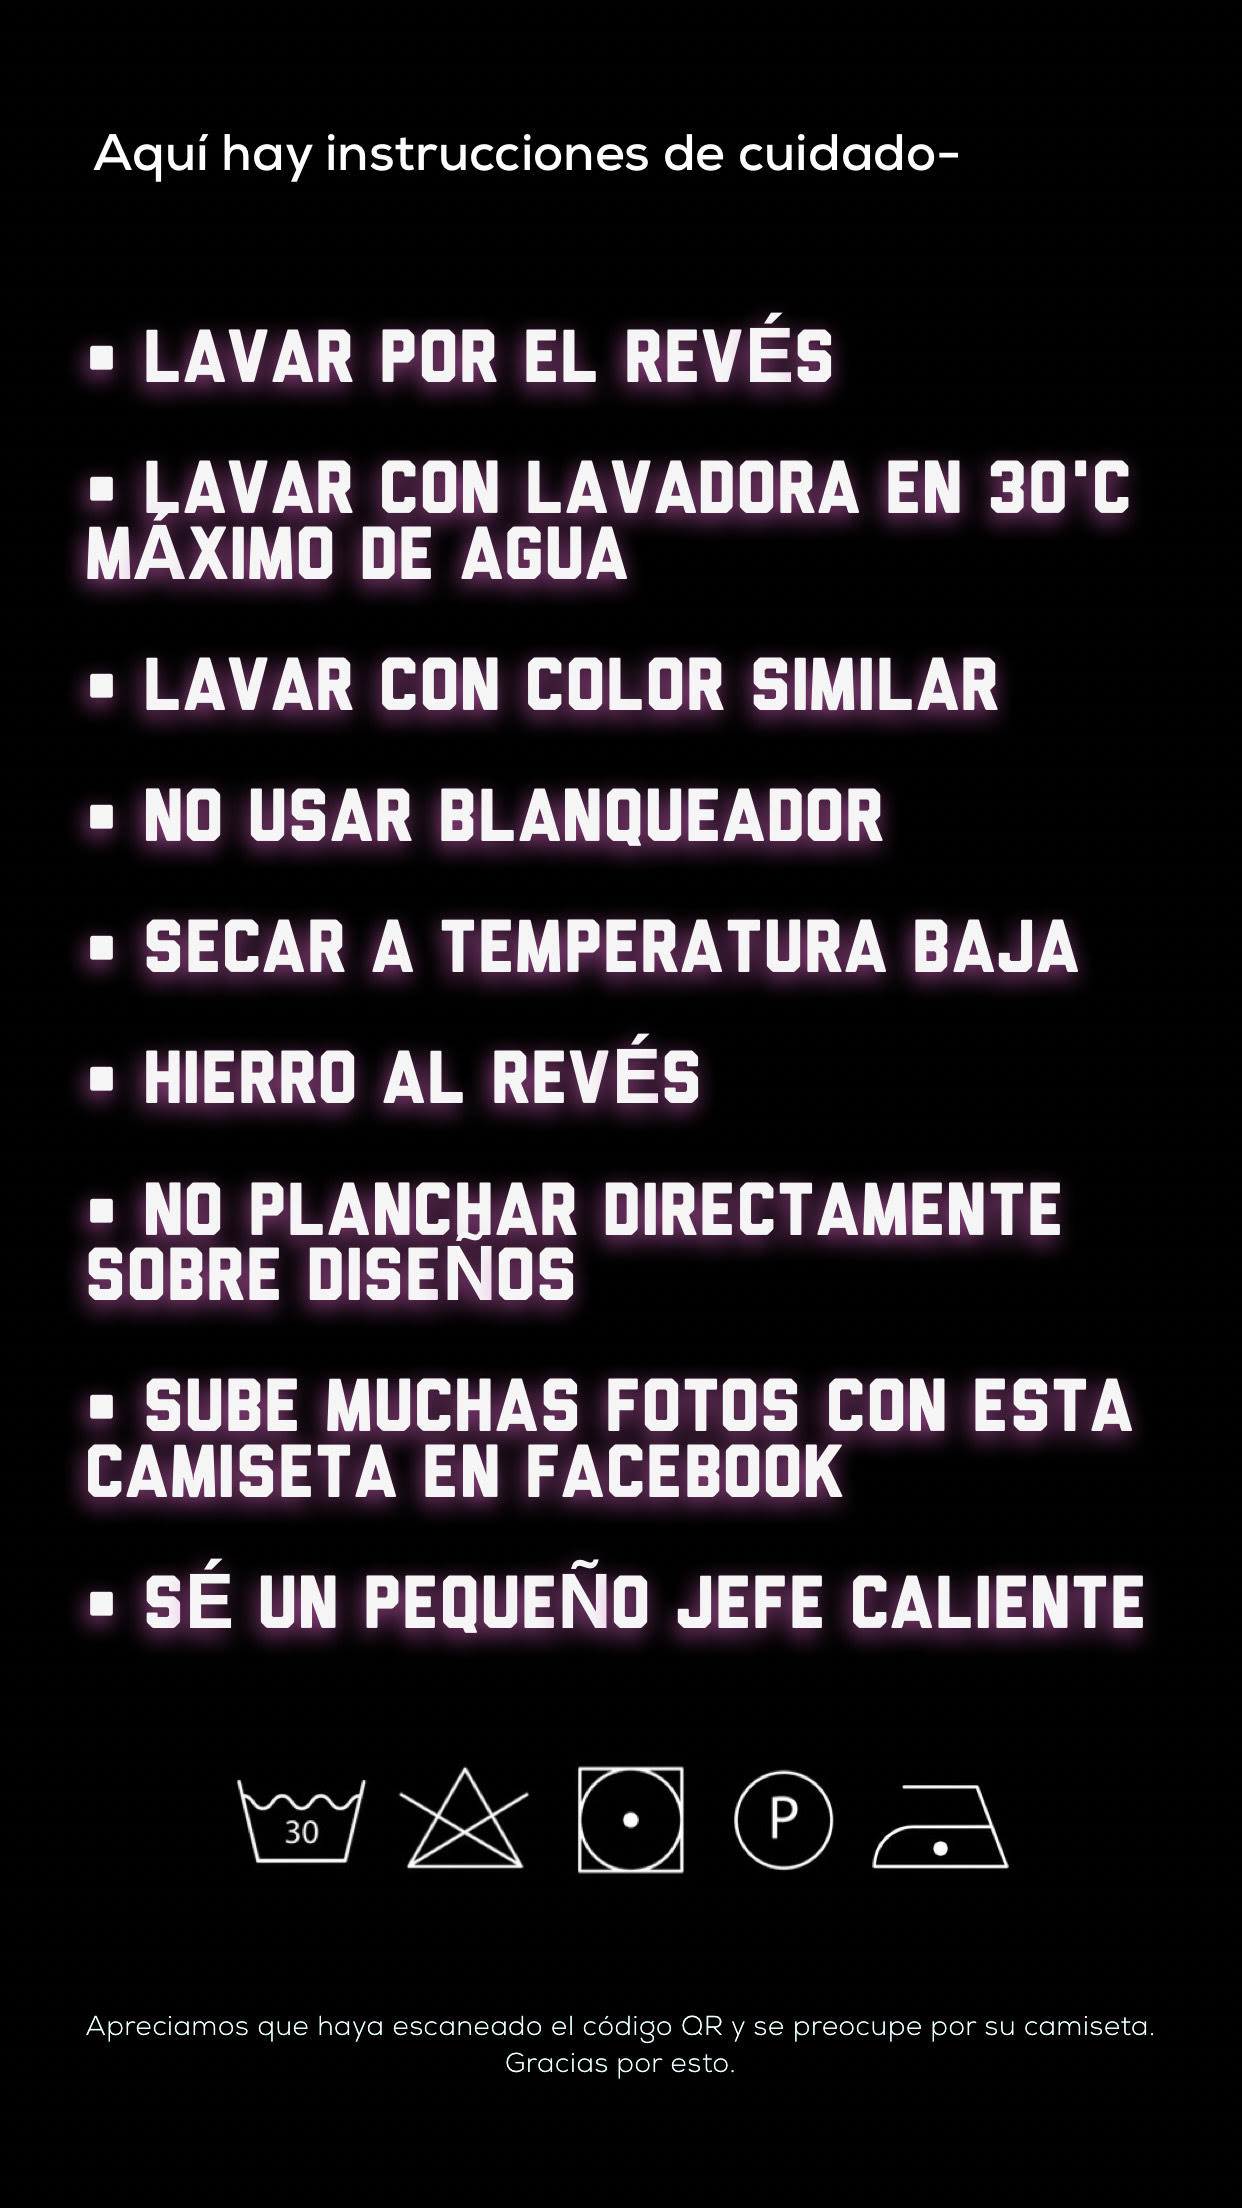 Aquí hay instrucciones de cuidado-
▪ LAVAR POR EL REVÉS
▪ LAVAR CON LAVADORA EN 30'C
MÁXIMO DE AGUA
▪ LAVAR CON COLOR SIMILAR
▪ NO USAR BLANQUEADOR
▪ SECAR A TEMPERATURA BAJA
▪ HIERRO AL REVÉS
▪ NO PLANCHAR DIRECTAMENTE
SOBRE DISEÑOS
▪ SUBE MUCHAS FOTOS CON ESTA
CAMISETA EN FACEBOOK
▪ SÉ UN PEQUEÑO JEFE CALIENTE
30
P
Apreciamos que haya escaneado el código QR y se preocupe por su camiseta.
Gracias por esto.